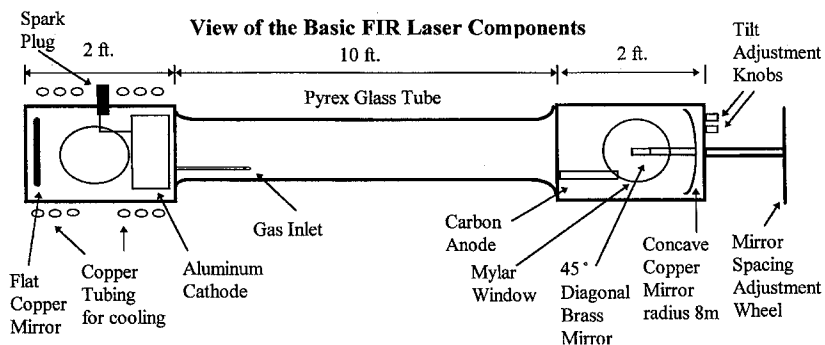 View of the Basic FIR Laser Components
Spark
Plug
2 ft.
10 ft.
2 ft.
Tilt
Adjustment
Knobs
Pyrex Glass Tube
Gas Inlet
Flat
Copper
Mirror
Copper
Tubing
for cooling
Aluminum
Cathode
Carbon
Anode
Mylar
Window
45°
Diagonal
Brass
Mirror
Concave
Copper
Mirror
radius 8m
Mirror
Spacing
Adjustment
Wheel